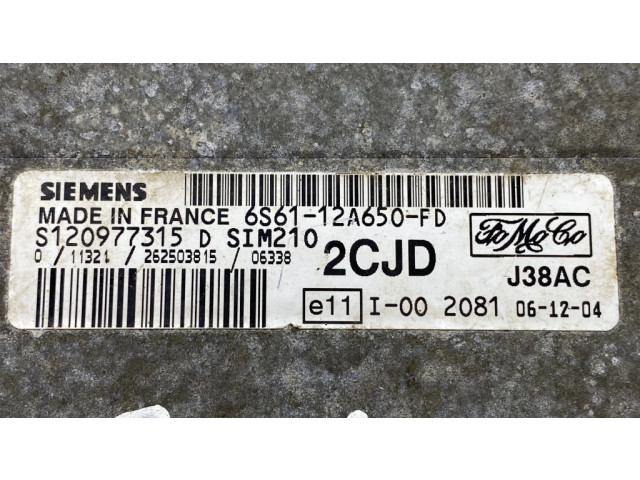 SIEMENS
MADE IN FRANCE 6S61-12A650-FD
S120977315 D SIM210
0 / 11321 / 262503815 / 06338
2CJD
FoMoCo
J38AC
e11 I-00 2081 06-12-04